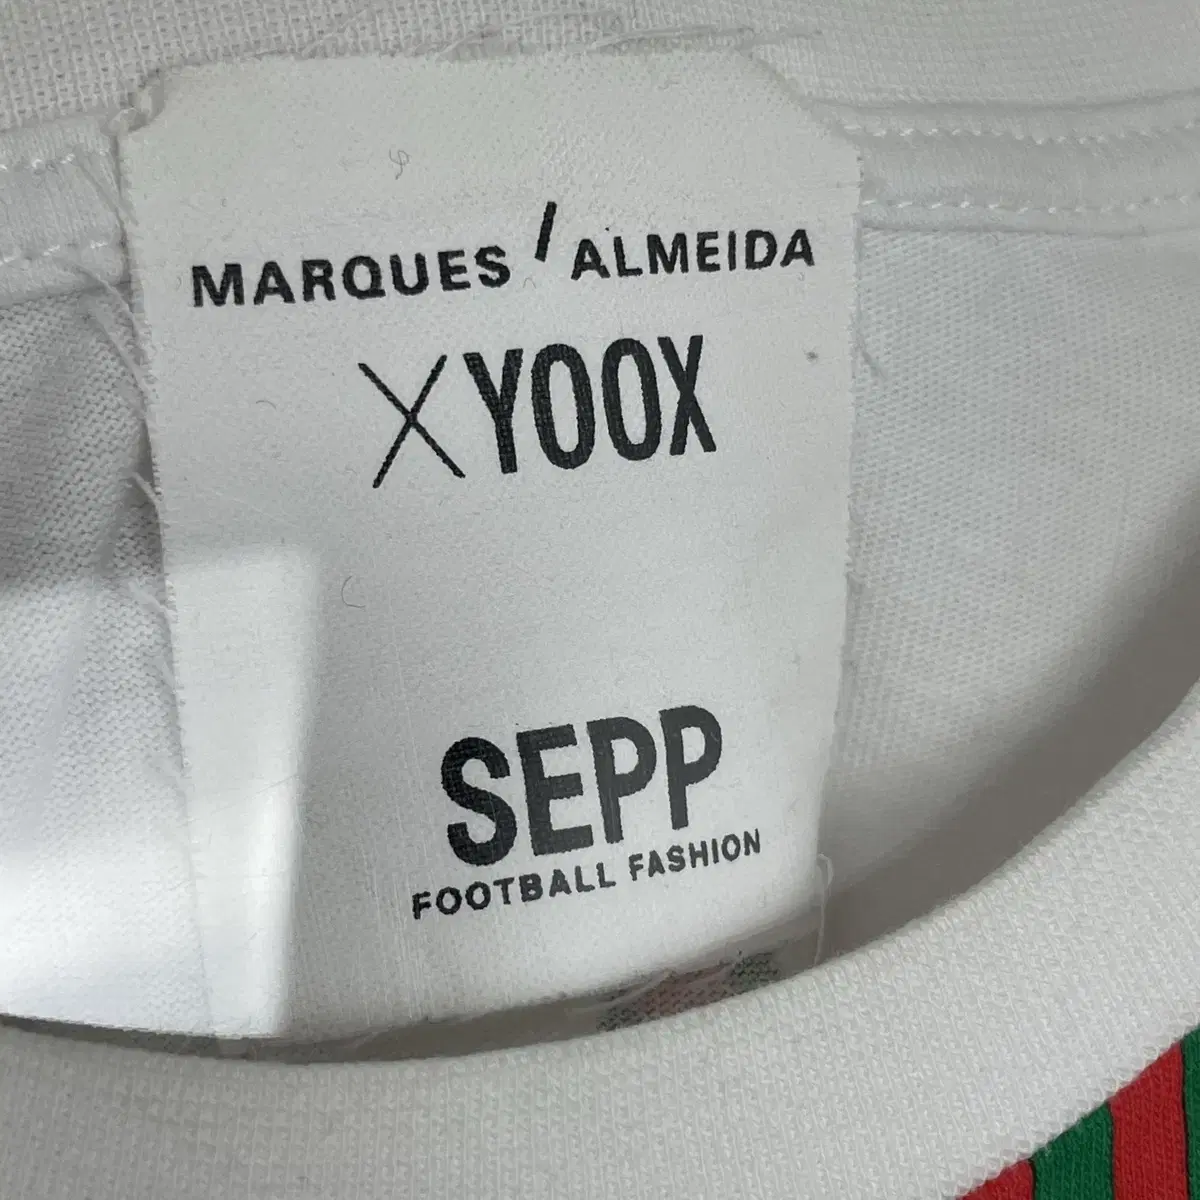 MARQUES'ALMEIDA
X YOOX
SEPP
FOOTBALL FASHION